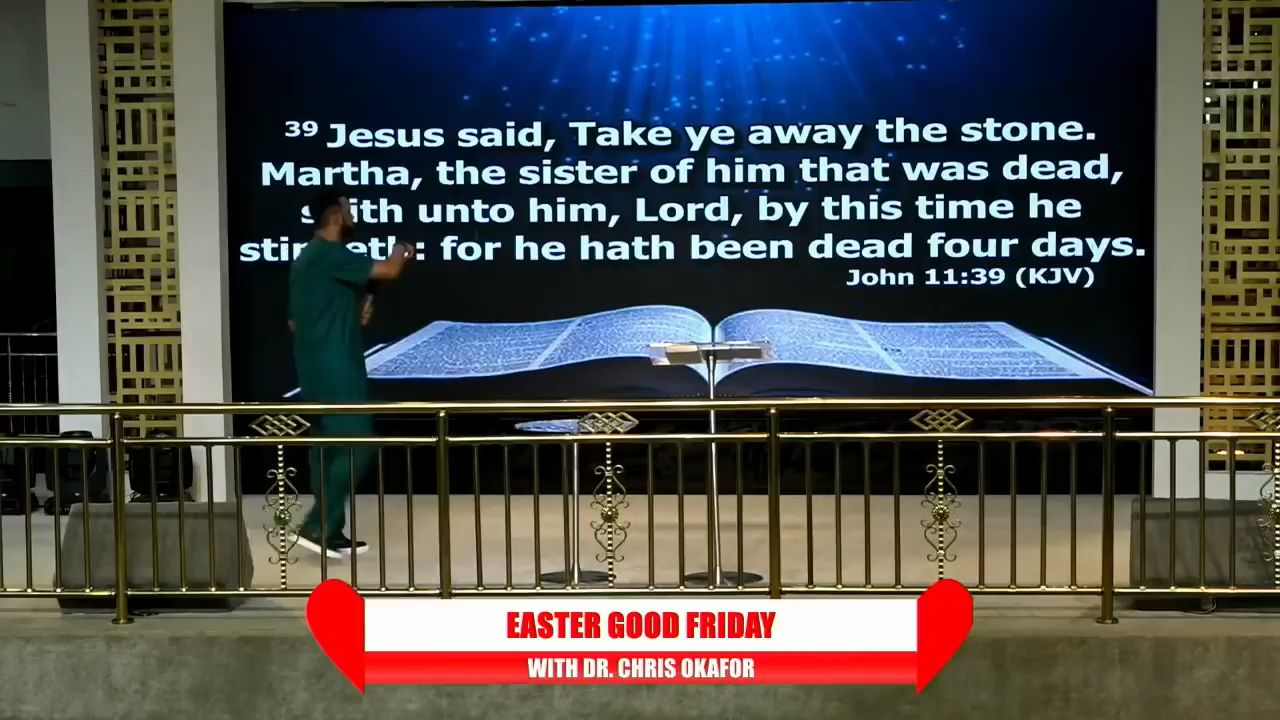 39 Jesus said, Take ye away the stone.
Martha, the sister of him that was dead,
saith unto him, Lord, by this time he
stinketh: for he hath been dead four days.
John 11:39 (KJV)
EASTER GOOD FRIDAY
WITH DR. CHRIS OKAFOR